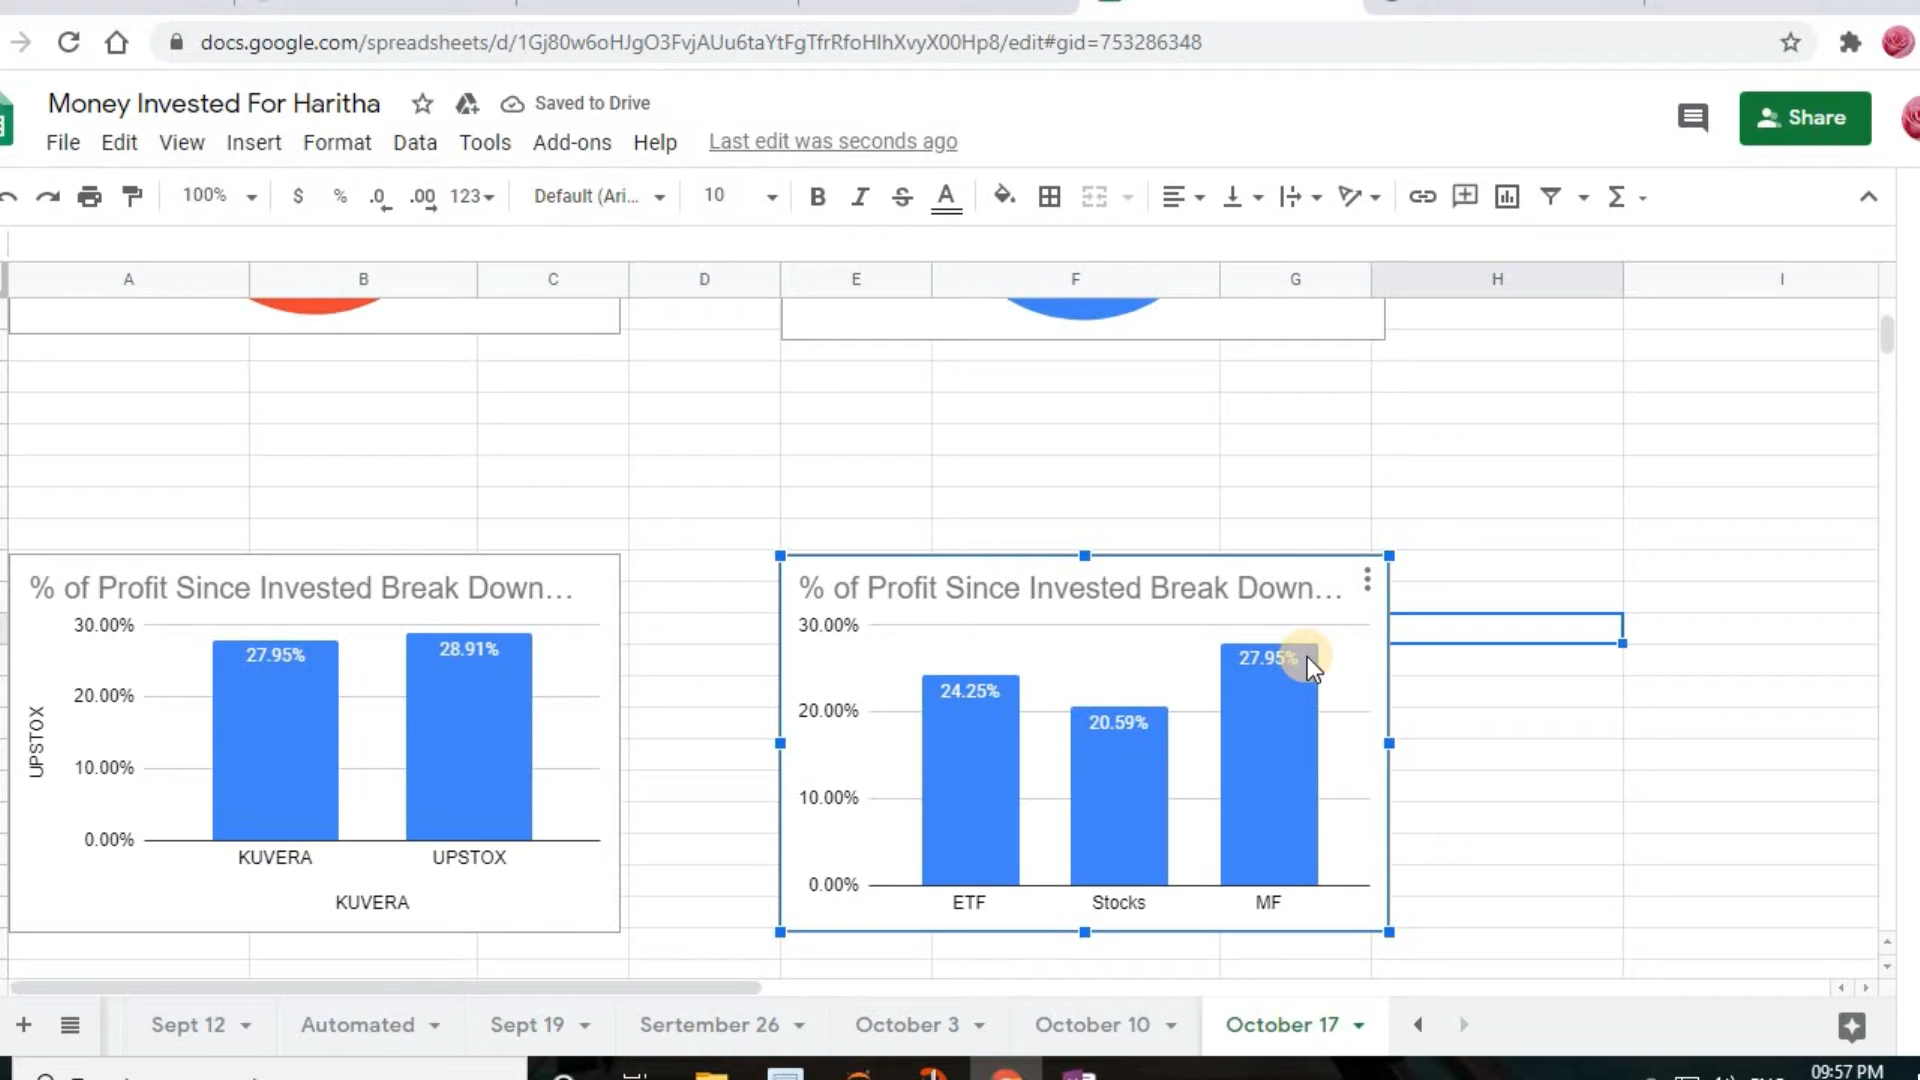 docs.google.com/spreadsheets/d/1Gj80w6oHJgO3FvjAUu6taYtFgTfrRfoHIhXvyX00Hp8/edit#gid=753286348
Money Invested For Haritha
Saved to Drive
Share
File Edit View Insert Format Data Tools Add-ons Help Last edit was seconds ago
100% $ % .0 .00 123 Default (Ari... 10 B I S A Σ
A B C D E F G H I
% of Profit Since Invested Break Down...
30.00%
27.95% 28.91%
20.00%
UPSTOX
10.00%
0.00%
KUVERA UPSTOX
KUVERA
% of Profit Since Invested Break Down...
30.00%
27.95%
24.25%
20.59%
20.00%
10.00%
0.00%
ETF Stocks MF
Sept 12 Automated Sept 19 Sertember 26 October 3 October 10 October 17
09:57 PM